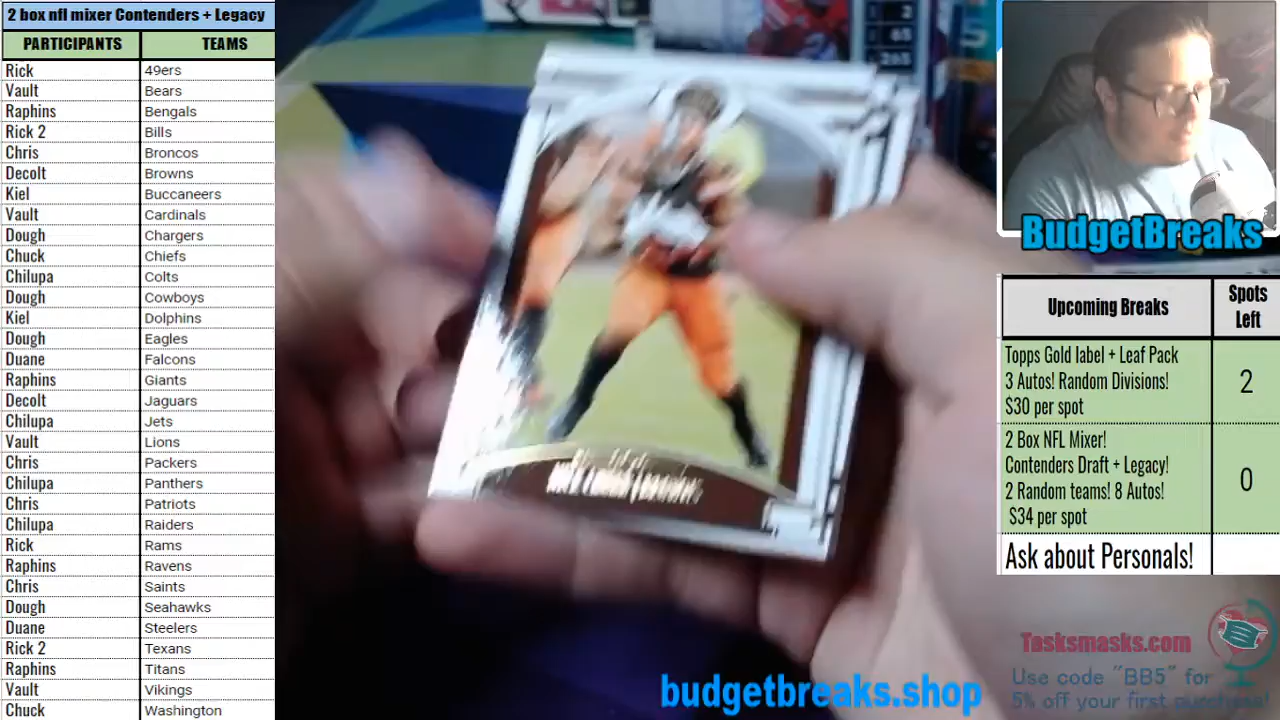 2 box nfl mixer Contenders + Legacy
PARTICIPANTS TEAMS
Rick 49ers
Vault Bears
Raphins Bengals
Rick 2 Bills
Chris Broncos
Decolt Browns
Kiel Buccaneers
Vault Cardinals
Dough Chargers
Chuck Chiefs
Chilupa Colts
Dough Cowboys
Kiel Dolphins
Dough Eagles
Duane Falcons
Raphins Giants
Decolt Jaguars
Chilupa Jets
Vault Lions
Chris Packers
Chilupa Panthers
Chris Patriots
Chilupa Raiders
Rick Rams
Raphins Ravens
Chris Saints
Dough Seahawks
Duane Steelers
Rick 2 Texans
Raphins Titans
Vault Vikings
Chuck Washington
2
65
265
BudgetBreaks
Upcoming Breaks
Spots
Left
Topps Gold label + Leaf Pack
3 Autos! Random Divisions!
$30 per spot
2
2 Box NFL Mixer!
Contenders Draft + Legacy!
2 Random teams! 8 Autos!
$34 per spot
0
Ask about Personals!
Tasksmasks.com
Use code "BB5" for
5% off your first purchase!
budgetbreaks.shop